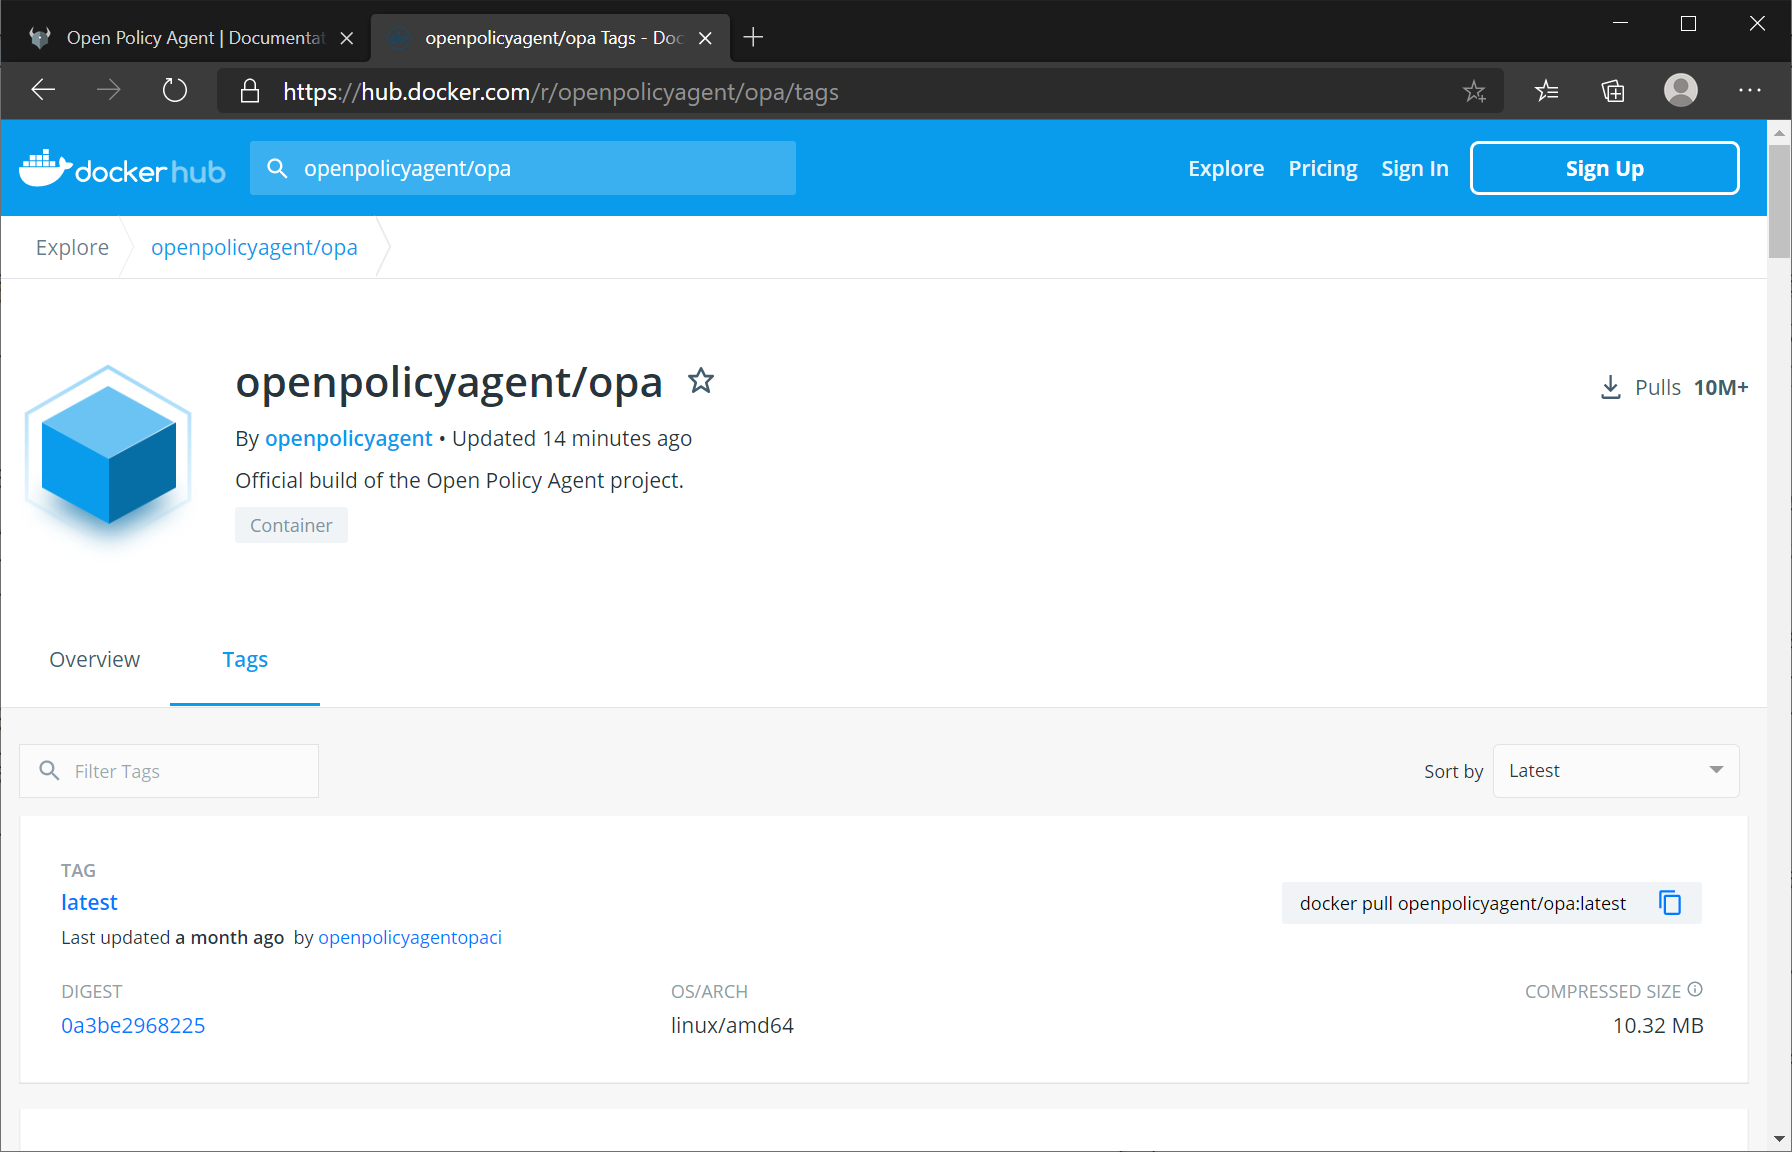 Open Policy Agent | Documentat
openpolicyagent/opa Tags - Doc
https://hub.docker.com/r/openpolicyagent/opa/tags
docker hub
openpolicyagent/opa
Explore
Pricing
Sign In
Sign Up
Explore
openpolicyagent/opa
openpolicyagent/opa
Pulls 10M+
By openpolicyagent • Updated 14 minutes ago
Official build of the Open Policy Agent project.
Container
Overview
Tags
Filter Tags
Sort by
Latest
TAG
latest
docker pull openpolicyagent/opa:latest
Last updated a month ago by openpolicyagentopaci
DIGEST
OS/ARCH
COMPRESSED SIZE
0a3be2968225
linux/amd64
10.32 MB